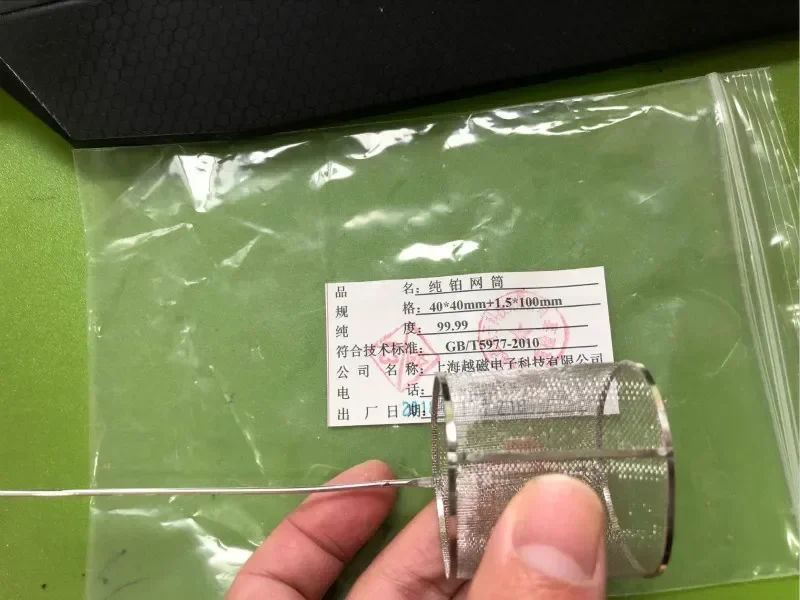 品 名：纯铂网筒
规 格：40*40mm+1.5*100mm
纯 度：99.99
符合技术标准：GB/T5977-2010
公司名称：上海越磁电子科技有限公司
电 话：
出厂日期：201